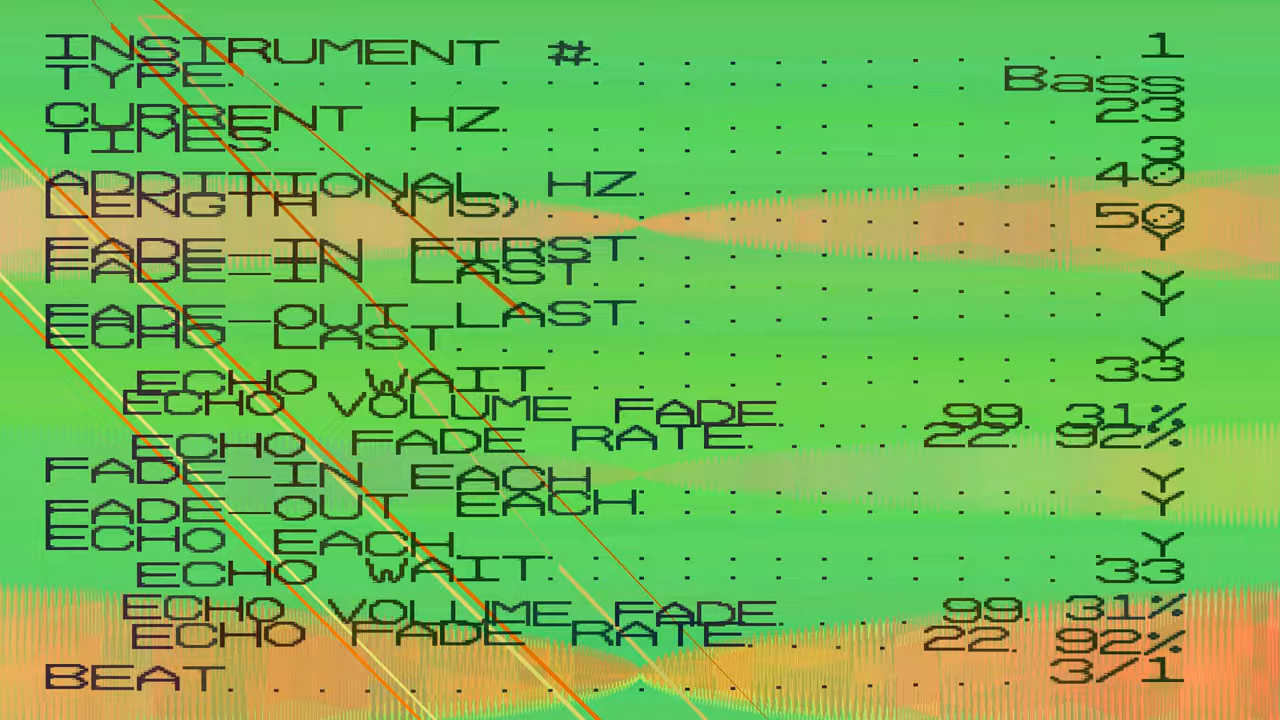 INSTRUMENT #. . . . . . . . . . . . 1
TYPE. . . . . . . . . . . . . . . . . Bass
CURRENT HZ. . . . . . . . . . . . . . 23
TIMES. . . . . . . . . . . . . . . . . . . 3
ADDITIONAL HZ. . . . . . . . . . . 40
LENGTH (MS). . . . . . . . . . . . . 50
FADE-IN FIRST. . . . . . . . . . . Y
FADE-IN LAST. . . . . . . . . . . . Y
FADE-OUT LAST. . . . . . . . . . . Y
ECHO LAST. . . . . . . . . . . . . . . Y
ECHO WAIT. . . . . . . . . . . . . 33
ECHO VOLUME FADE. . . . . 99.31%
ECHO FADE RATE. . . . . 22.92%
FADE-IN EACH. . . . . . . . . . . . Y
FADE-OUT EACH. . . . . . . . . . . Y
ECHO EACH. . . . . . . . . . . . . . . Y
ECHO WAIT. . . . . . . . . . . . . 33
ECHO VOLUME FADE. . . . . 99.31%
ECHO FADE RATE. . . . . 22.92%
BEAT. . . . . . . . . . . . . . . . . . . 3/1